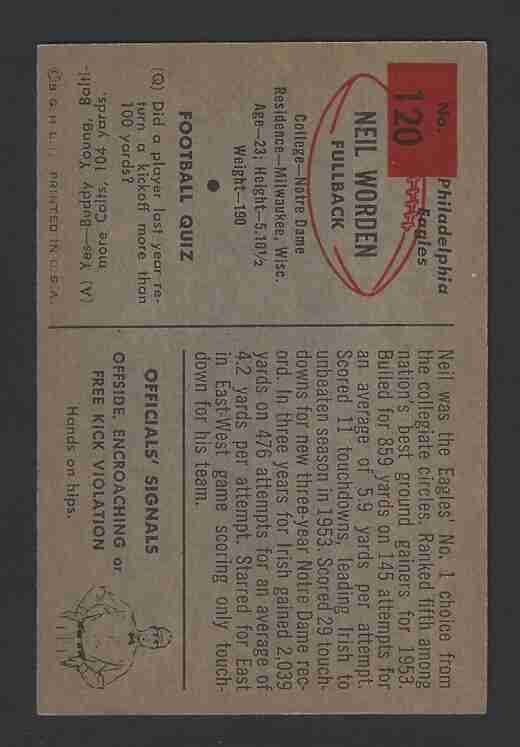 No.
120
Philadelphia
Eagles
NEIL WORDEN
FULLBACK
College—Notre Dame
Residence—Milwaukee, Wisc.
Age—23; Height—5.10½
Weight—190
FOOTBALL QUIZ
(Q) Did a player last year re-
turn a kickoff more than
100 yards?
(A) Yes—Buddy Young, Balti-
more Colts, 104 yards.
© B. G. H. L. I. PRINTED IN U.S.A.
Neil was the Eagles' No. 1 choice from
the collegiate circles. Ranked fifth among
nation's best ground gainers for 1953.
Bulled for 859 yards on 145 attempts for
an average of 5.9 yards per attempt.
Scored 11 touchdowns, leading Irish to
unbeaten season in 1953. Scored 29 touch-
downs for new three-year Notre Dame rec-
ord. In three years for Irish gained 2,039
yards on 476 attempts for an average of
4.2 yards per attempt. Starred for East
in East-West game scoring only touch-
down for his team.
OFFICIALS' SIGNALS
OFFSIDE, ENCROACHING or
FREE KICK VIOLATION
Hands on hips.